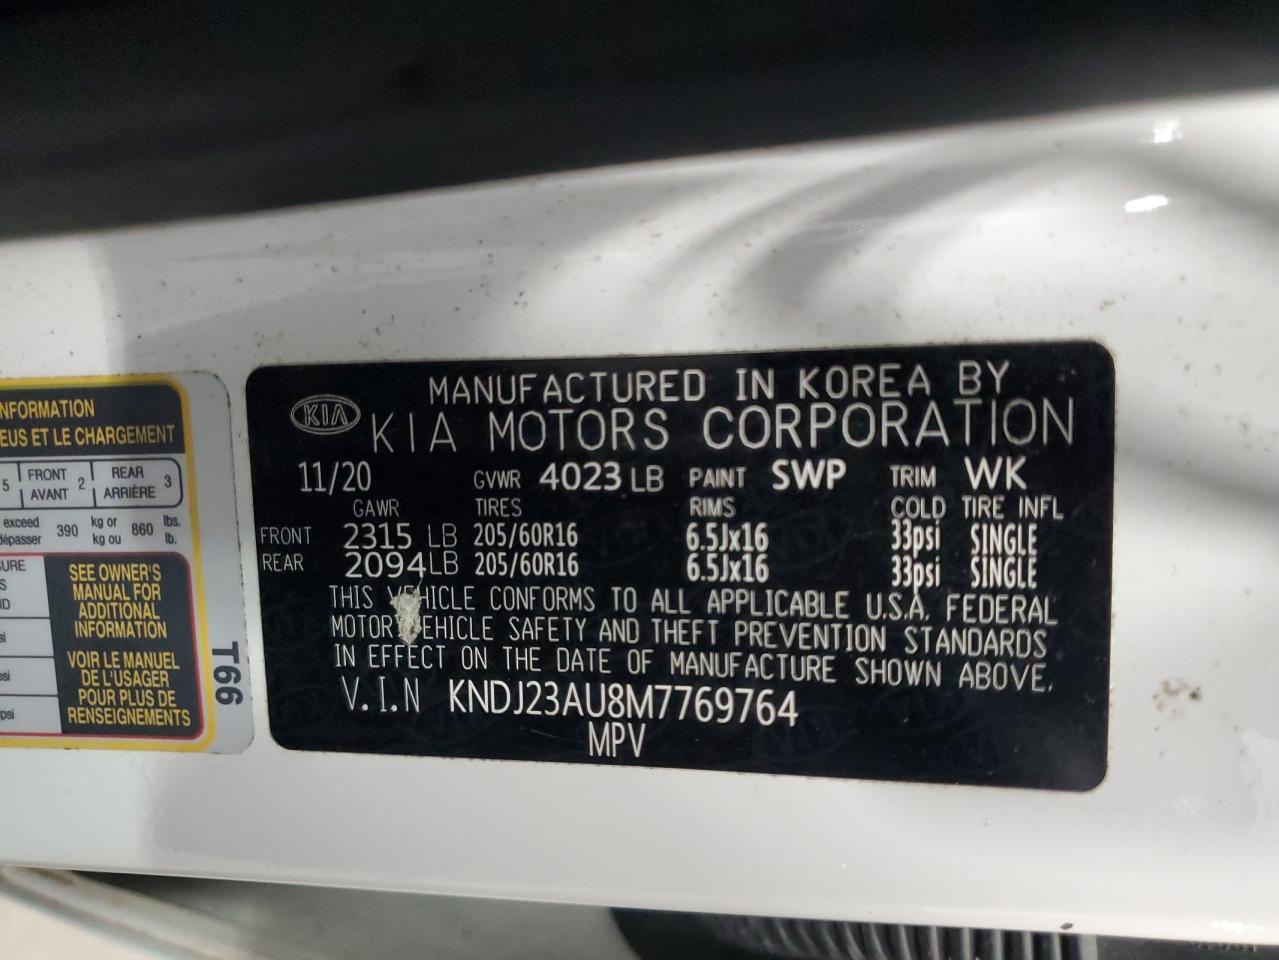 NFORMATION
EUS ET LE CHARGEMENT
5 FRONT AVANT 2 REAR ARRIÈRE 3
exceed dépasser 390 kg or kg ou 860 lbs. lb.
SEE OWNER'S
MANUAL FOR
ADDITIONAL
INFORMATION
VOIR LE MANUEL
DE L'USAGER
POUR PLUS DE
RENSEIGNEMENTS
T66
KIA
MANUFACTURED IN KOREA BY
KIA MOTORS CORPORATION
11/20 GVWR 4023 LB PAINT SWP TRIM WK
GAWR TIRES RIMS COLD TIRE INFL
FRONT 2315 LB 205/60R16 6.5Jx16 33psi SINGLE
REAR 2094 LB 205/60R16 6.5Jx16 33psi SINGLE
THIS VEHICLE CONFORMS TO ALL APPLICABLE U.S.A. FEDERAL
MOTOR VEHICLE SAFETY AND THEFT PREVENTION STANDARDS
IN EFFECT ON THE DATE OF MANUFACTURE SHOWN ABOVE.
V.I.N KNDJ23AU8M7769764
MPV